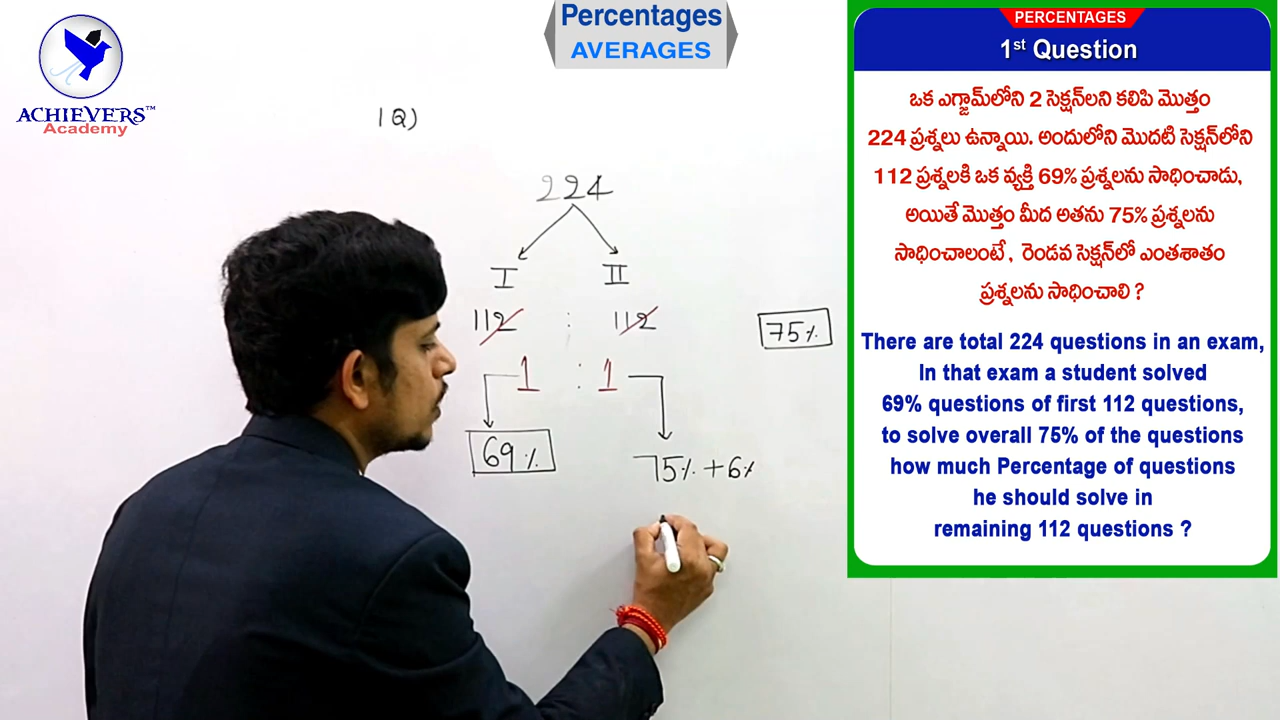 ACHIEVERS™
Academy
Percentages
AVERAGES
1Q)
224
I II
112 : 112
1 : 1
75%
69%
75% + 6%
PERCENTAGES
1st Question
ఒక ఎగ్జామ్‌లోని 2 సెక్షన్‌లని కలిపి మొత్తం
224 ప్రశ్నలు ఉన్నాయి. అందులోని మొదటి సెక్షన్‌లోని
112 ప్రశ్నలకి ఒక వ్యక్తి 69% ప్రశ్నలను సాధించాడు,
అయితే మొత్తం మీద అతను 75% ప్రశ్నలను
సాధించాలంటే, రెండవ సెక్షన్‌లో ఎంతశాతం
ప్రశ్నలను సాధించాలి ?
There are total 224 questions in an exam,
In that exam a student solved
69% questions of first 112 questions,
to solve overall 75% of the questions
how much Percentage of questions
he should solve in
remaining 112 questions ?